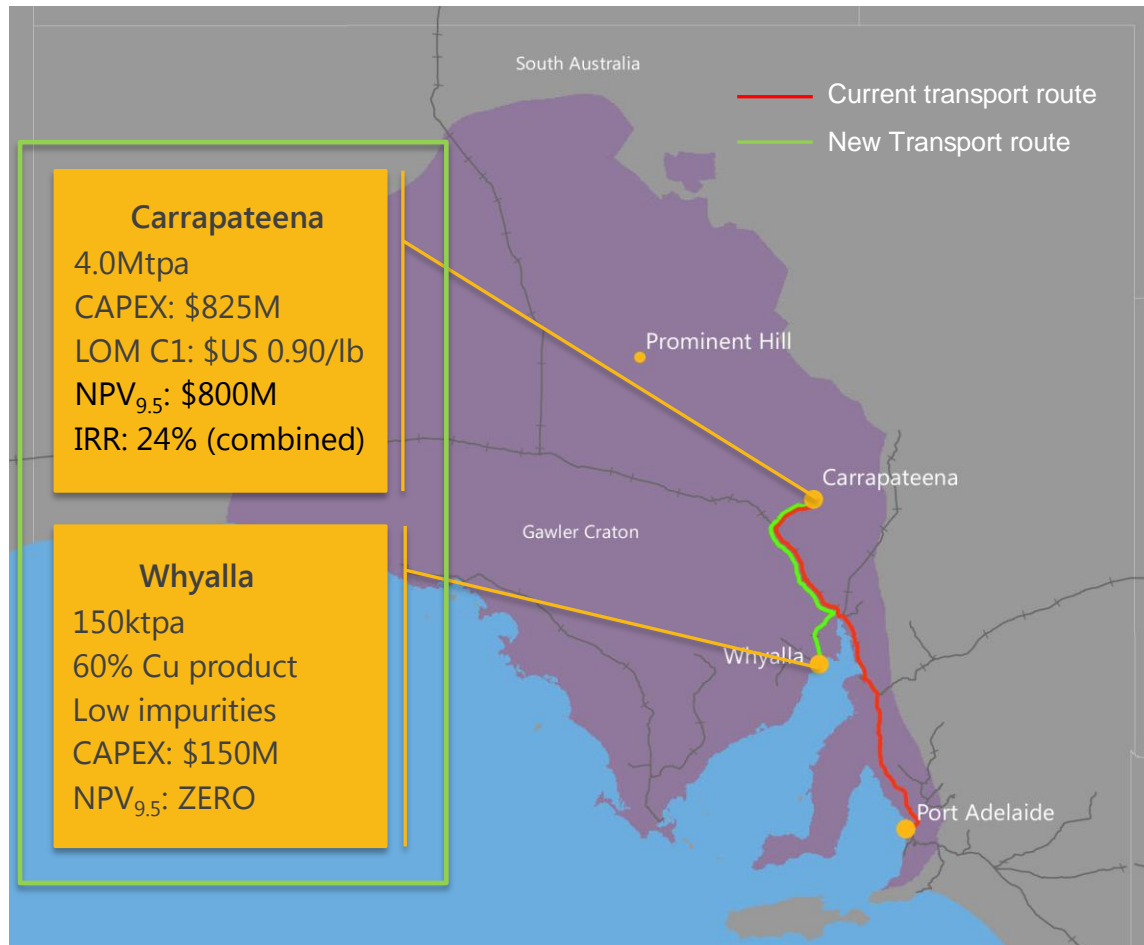 South Australia
Current transport route
New Transport route
Carrapateena
4.0Mtpa
CAPEX: $825M
LOM C1: $US 0.90/lb
NPV9.5: $800M
IRR: 24% (combined)
Prominent Hill
Carrapateena
Gawler Craton
Whyalla
150ktpa
60% Cu product
Low impurities
CAPEX: $150M
NPV9.5: ZERO
Whyalla
Port Adelaide